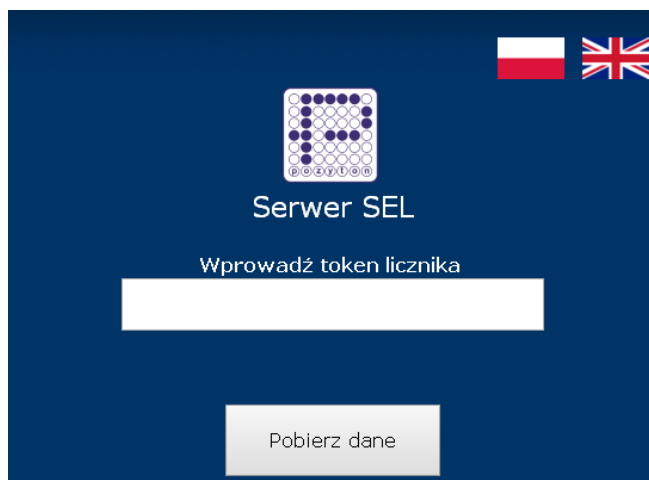 pozyton
Serwer SEL
Wprowadź token licznika
Pobierz dane